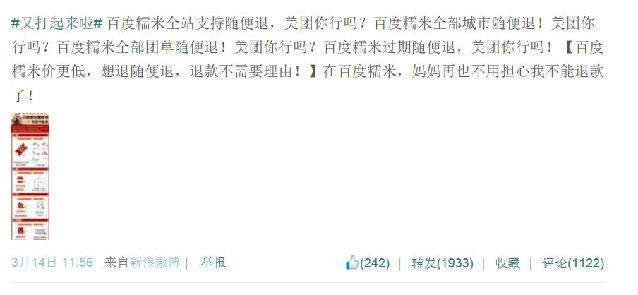 #又打起来啦# 百度糯米全站支持随便退，美团你行吗？百度糯米全部城市随便退！美团你
行吗？百度糯米全部团单随便退！美团你行吗？百度糯米过期随便退，美团你行吗！【百度
糯米价更低，想退随便退，退款不需要理由！】在百度糯米，妈妈再也不用担心我不能退款
了！
3月14日 11:56 来自新浪微博 | 举报 (242) | 转发(1933) | 收藏 | 评论(1122)